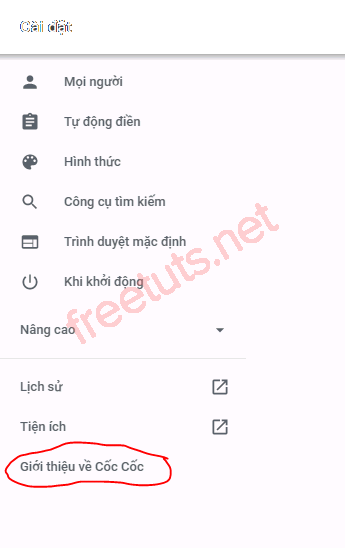 Cài đặt
Mọi người
Tự động điền
Hình thức
Công cụ tìm kiếm
Trình duyệt mặc định
Khi khởi động
freetuts.net
Nâng cao
Lịch sử
Tiện ích
Giới thiệu về Cốc Cốc